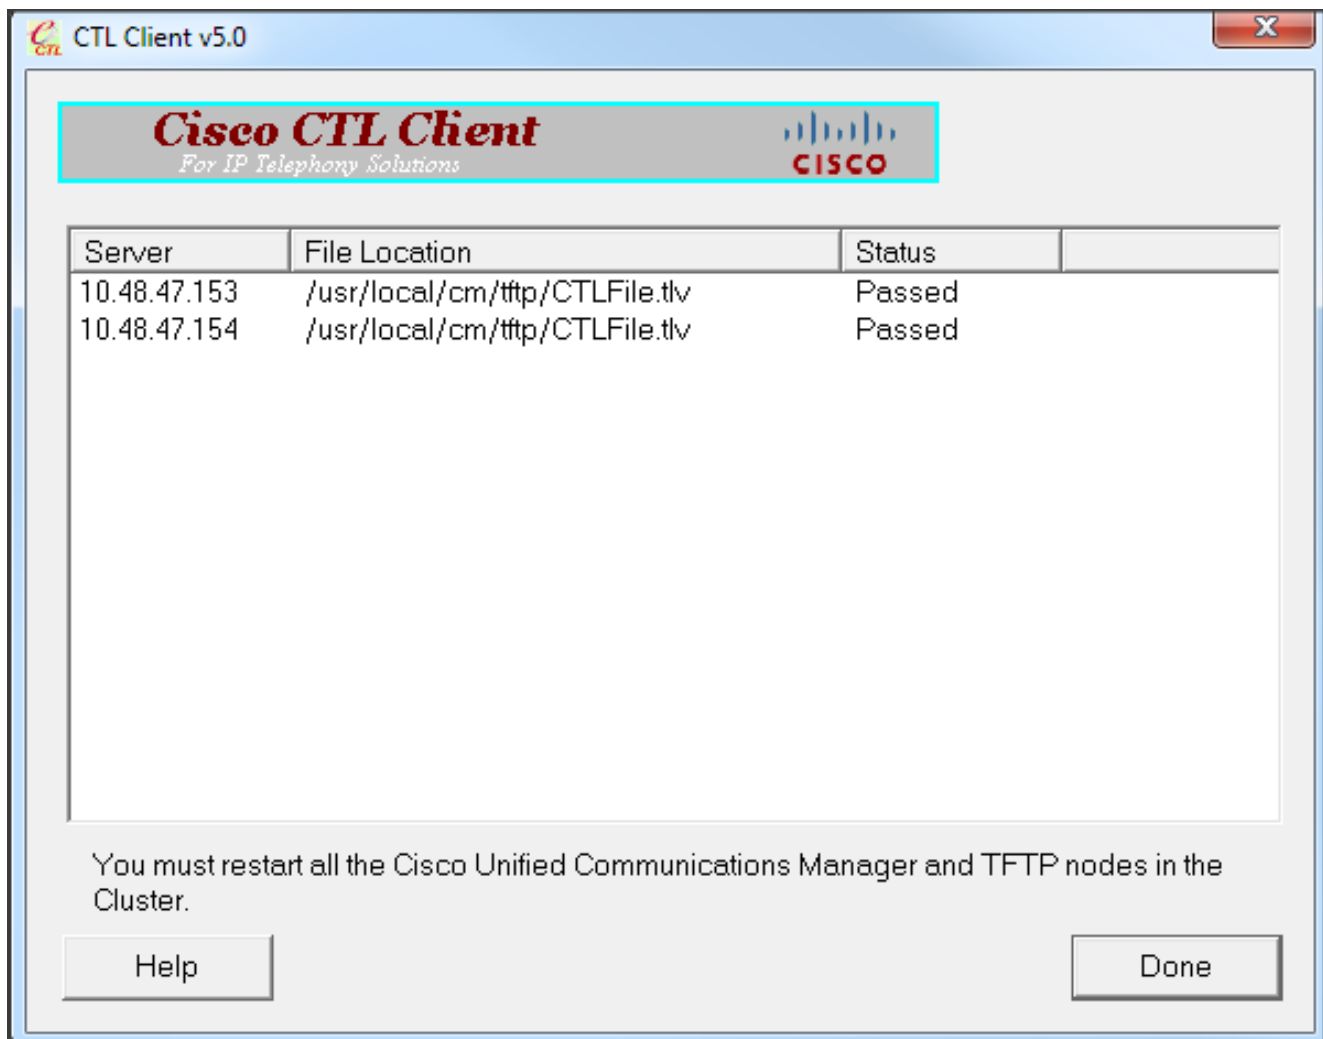 CTL Client v5.0
Cisco CTL Client
For IP Telephony Solutions
CISCO
Server File Location Status
10.48.47.153 /usr/local/cm/tftp/CTLFile.tlv Passed
10.48.47.154 /usr/local/cm/tftp/CTLFile.tlv Passed
You must restart all the Cisco Unified Communications Manager and TFTP nodes in the
Cluster.
Help Done